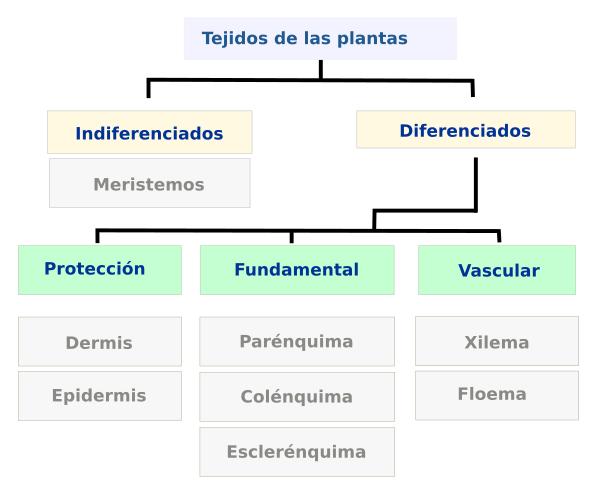 Tejidos de las plantas
Indiferenciados
Diferenciados
Meristemos
Protección
Fundamental
Vascular
Dermis
Parénquima
Xilema
Epidermis
Colénquima
Floema
Esclerénquima